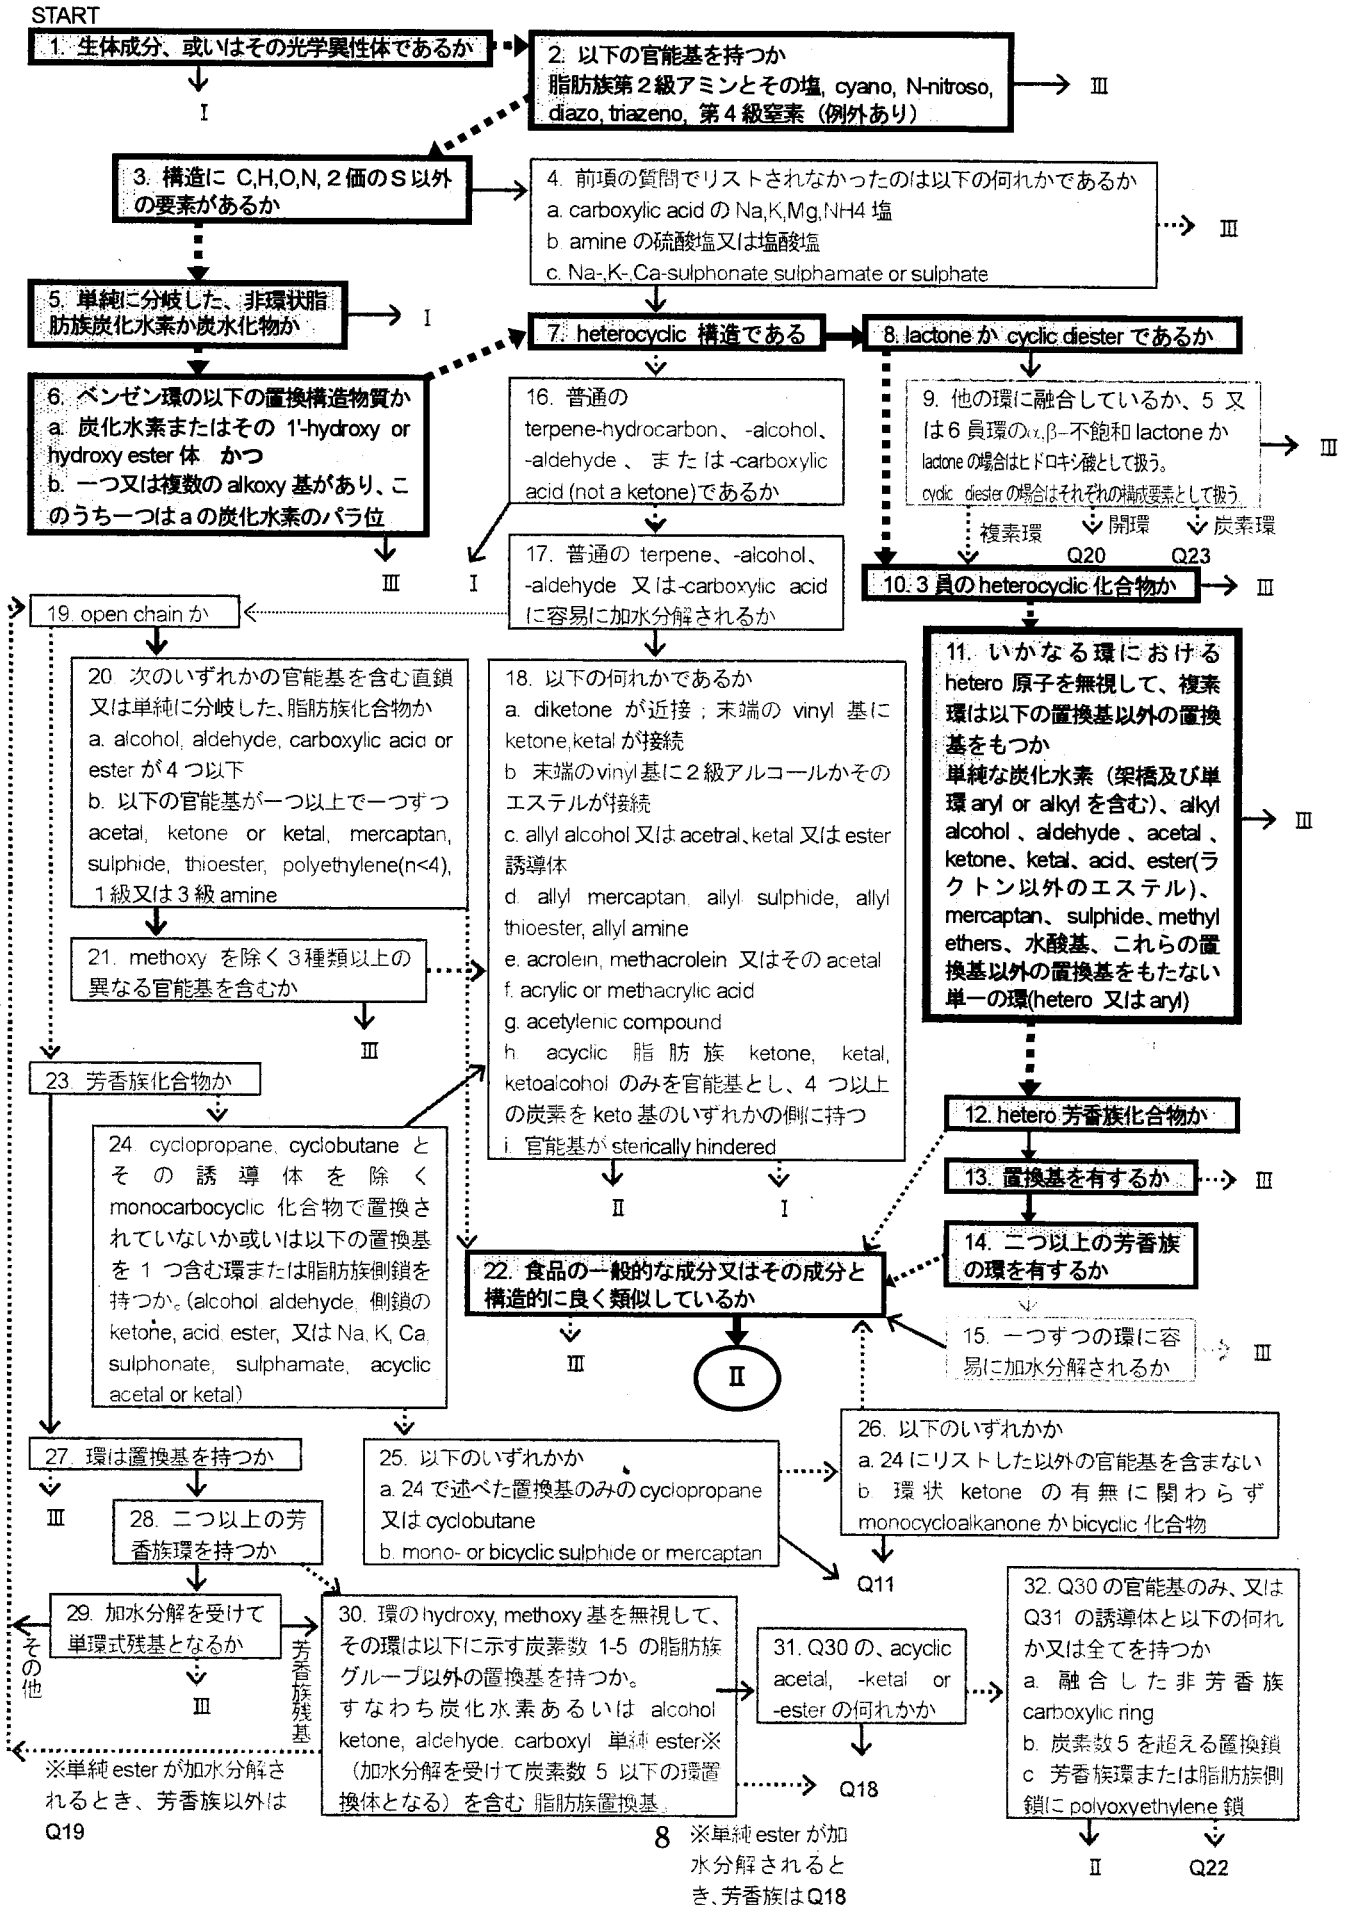 START
1. 生体成分、或いはその光学異性体であるか
I
2. 以下の官能基を持つか
脂肪族第2級アミンとその塩, cyano, N-nitroso,
diazo, triazeno, 第4級窒素（例外あり）
III
3. 構造に C,H,O,N, 2価のS以外
の要素があるか
4. 前項の質問でリストされなかったのは以下の何れかであるか
a. carboxylic acid の Na,K,Mg,NH4 塩
b. amine の硫酸塩又は塩酸塩
c. Na-,K-,Ca-sulphonate sulphamate or sulphate
III
5. 単純に分岐した、非環状脂
肪族炭化水素か炭水化物か
I
7. heterocyclic 構造である
8. lactone か cyclic diester であるか
6. ベンゼン環の以下の置換構造物質か
a. 炭化水素またはその 1'-hydroxy or
hydroxy ester 体 かつ
b. 一つ又は複数の alkoxy 基があり、こ
のうち一つは a の炭化水素のパラ位
III
16. 普通の
terpene-hydrocarbon、 -alcohol、
-aldehyde 、または -carboxylic
acid (not a ketone)であるか
I
9. 他の環に融合しているか、5 又
は6 員環のα,β-不飽和 lactone か
lactone の場合はヒドロキシ酸として扱う。
cyclic diester の場合はそれぞれの構成要素として扱う
III
複素環
開環
炭素環
Q20
Q23
17. 普通の terpene、-alcohol、
-aldehyde 又は-carboxylic acid
に容易に加水分解されるか
10. 3 員の heterocyclic 化合物か
III
19. open chain か
20. 次のいずれかの官能基を含む直鎖
又は単純に分岐した、脂肪族化合物か
a. alcohol, aldehyde, carboxylic acid or
ester が 4 つ以下
b. 以下の官能基が一つ以上で一つずつ
acetal, ketone or ketal, mercaptan,
sulphide, thioester, polyethylene(n<4),
1 級又は 3 級 amine
18. 以下の何れかであるか
a. diketone が近接；末端の vinyl 基に
ketone,ketal が接続
b 末端の vinyl 基に 2 級アルコールかその
エステルが接続
c. allyl alcohol 又は acetral, ketal 又は ester
誘導体
d. allyl mercaptan, allyl sulphide, allyl
thioester, allyl amine
e. acrolein, methacrolein 又はその acetal
f. acrylic or methacrylic acid
g. acetylenic compound
h. acyclic 脂肪族 ketone, ketal,
ketoalcohol のみを官能基とし、4 つ以上
の炭素を keto 基のいずれかの側に持つ
i. 官能基が sterically hindered
II
I
11. いかなる環における
hetero 原子を無視して、複素
環は以下の置換基以外の置換
基をもつか
単純な炭化水素（架橋及び単
環 aryl or alkyl を含む）、alkyl
alcohol 、 aldehyde 、 acetal 、
ketone、ketal、acid、ester(ラ
クトン以外のエステル)、
mercaptan、 sulphide、methyl
ethers、水酸基、これらの置
換基以外の置換基をもたない
単一の環(hetero 又は aryl)
III
21. methoxy を除く 3 種類以上の
異なる官能基を含むか
III
23. 芳香族化合物か
12. hetero 芳香族化合物か
24. cyclopropane, cyclobutane と
その誘導体を除く
monocarbocyclic 化合物で置換さ
れていないか或いは以下の置換基
を 1 つ含む環または脂肪族側鎖を
持つか。(alcohol aldehyde, 側鎖の
ketone, acid, ester, 又は Na, K, Ca,
sulphonate, sulphamate, acyclic
acetal or ketal)
13. 置換基を有するか
III
14. 二つ以上の芳香族
の環を有するか
22. 食品の一般的な成分又はその成分と
構造的に良く類似しているか
III
II
15. 一つずつの環に容
易に加水分解されるか
III
27. 環は置換基を持つか
III
25. 以下のいずれかか
a. 24 で述べた置換基のみの cyclopropane
又は cyclobutane
b. mono- or bicyclic sulphide or mercaptan
26. 以下のいずれかか
a. 24 にリストした以外の官能基を含まない
b. 環状 ketone の有無に関わらず
monocycloalkanone か bicyclic 化合物
Q11
28. 二つ以上の芳
香族環を持つか
29. 加水分解を受けて
単環式残基となるか
その他
芳香族残基
III
30. 環の hydroxy, methoxy 基を無視して、
その環は以下に示す炭素数 1-5 の脂肪族
グループ以外の置換基を持つか。
すなわち炭化水素あるいは alcohol
ketone, aldehyde. carboxyl 単純 ester※
（加水分解を受けて炭素数 5 以下の環置
換体となる）を含む 脂肪族置換基
31. Q30 の、acyclic
acetal, -ketal or
-ester の何れかか
Q18
32. Q30 の官能基のみ、又は
Q31 の誘導体と以下の何れ
か又は全てを持つか
a. 融合した非芳香族
carboxylic ring
b. 炭素数 5 を超える置換鎖
c 芳香族環または脂肪族側
鎖に polyoxyethylene 鎖
II
Q22
※単純 ester が加水分解さ
れるとき、芳香族以外は
Q19
8
※単純 ester が加
水分解されると
き、芳香族は Q18